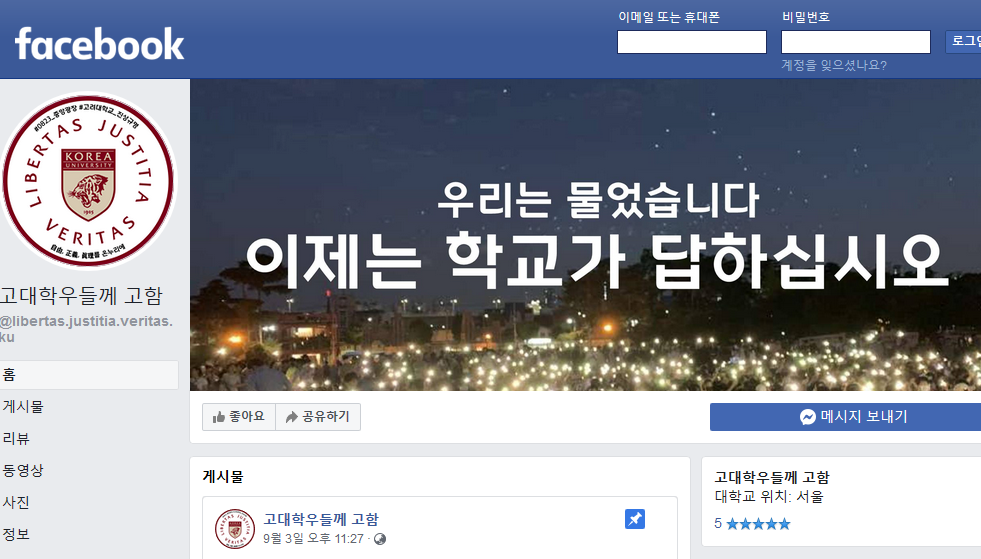 facebook
이메일 또는 휴대폰
비밀번호
로그인
계정을 잊으셨나요?
#0823_중앙광장 #고려대학교_진상규명
LIBERTAS JUSTITIA VERITAS
KOREA
UNIVERSITY
1905
自由, 正義, 眞理를 온누리에
우리는 물었습니다
이제는 학교가 답하십시오
고대학우들께 고함
@libertas.justitia.veritas.
ku
홈
게시물
리뷰
동영상
사진
정보
좋아요
공유하기
메시지 보내기
게시물
고대학우들께 고함
9월 3일 오후 11:27 ·
고대학우들께 고함
대학교 위치: 서울
5 ★★★★★